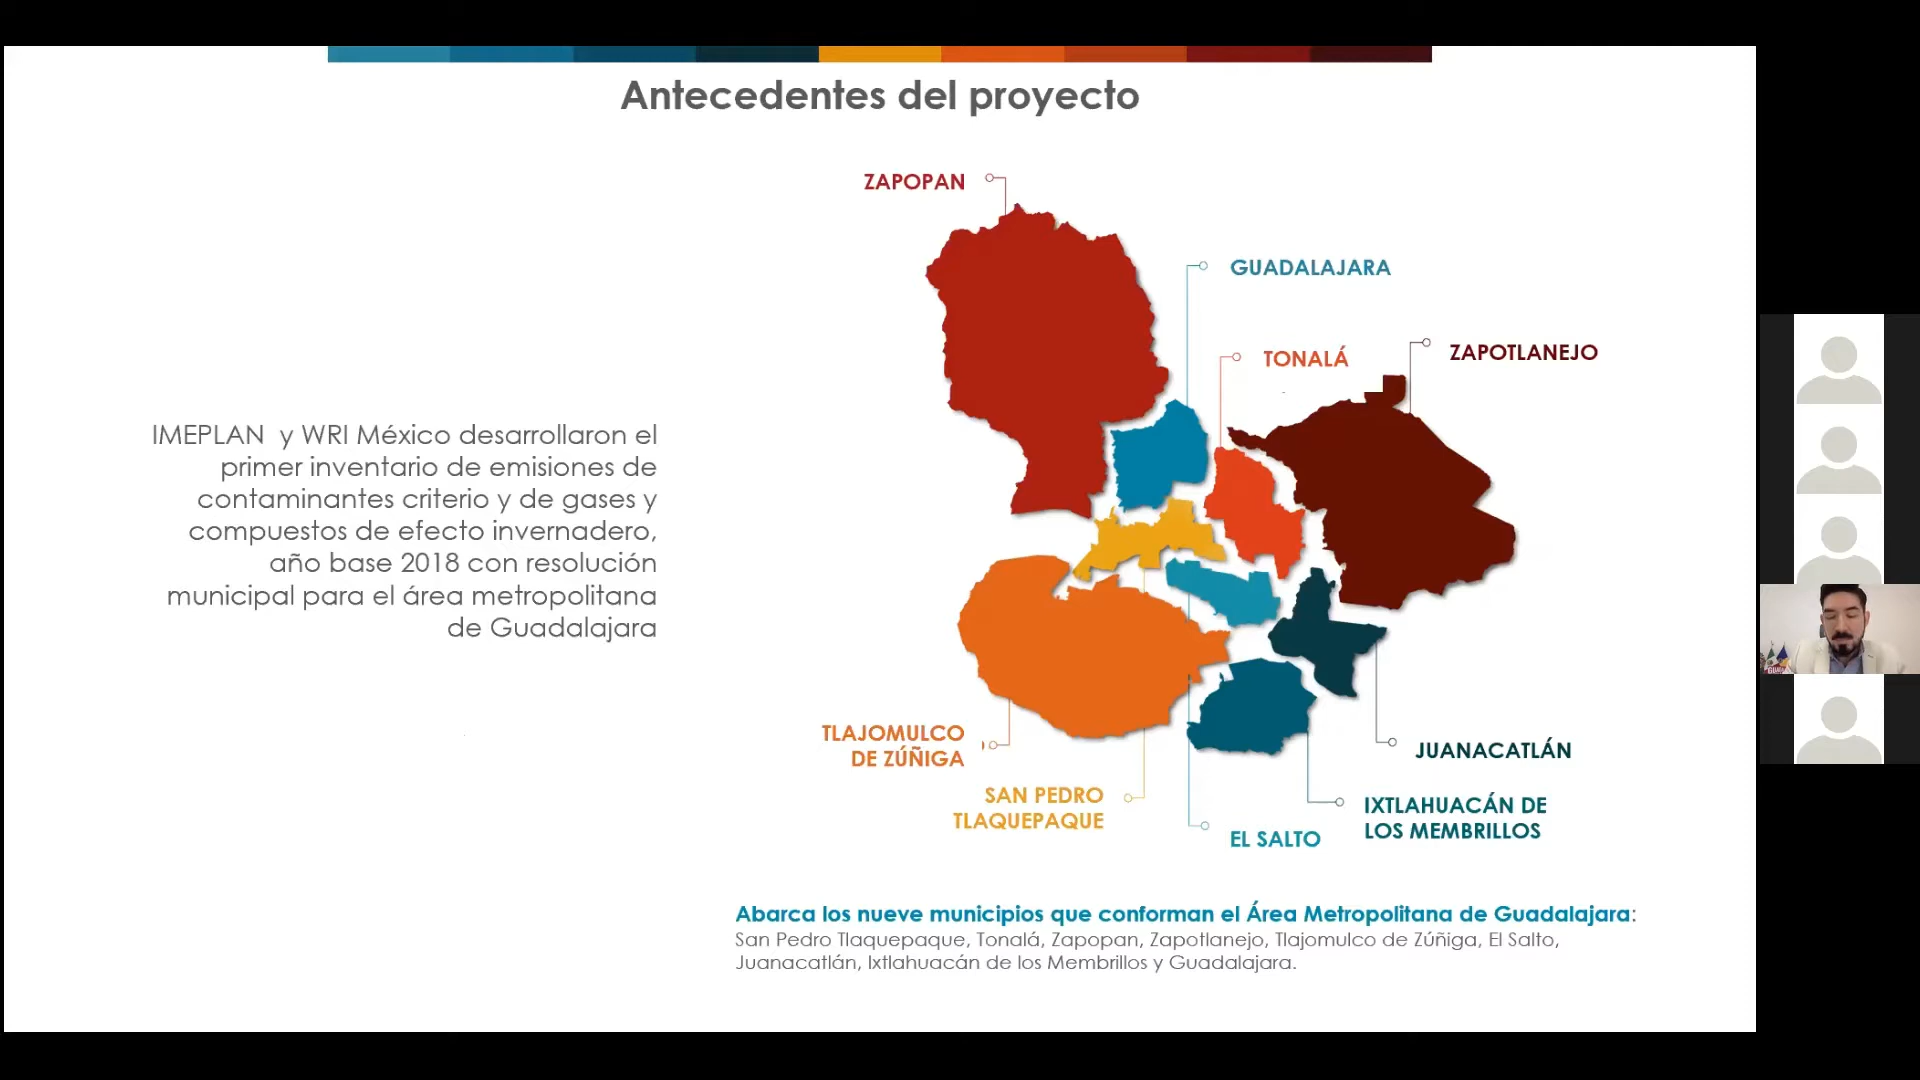 Antecedentes del proyecto
ZAPOPAN
GUADALAJARA
TONALÁ
ZAPOTLANEJO
IMEPLAN y WRI México desarrollaron el
primer inventario de emisiones de
contaminantes criterio y de gases y
compuestos de efecto invernadero,
año base 2018 con resolución
municipal para el área metropolitana
de Guadalajara
TLAJOMULCO
DE ZÚÑIGA
SAN PEDRO
TLAQUEPAQUE
EL SALTO
IXTLAHUACÁN DE
LOS MEMBRILLOS
JUANACATLÁN
Abarca los nueve municipios que conforman el Área Metropolitana de Guadalajara:
San Pedro Tlaquepaque, Tonalá, Zapopan, Zapotlanejo, Tlajomulco de Zúñiga, El Salto,
Juanacatlán, Ixtlahuacán de los Membrillos y Guadalajara.